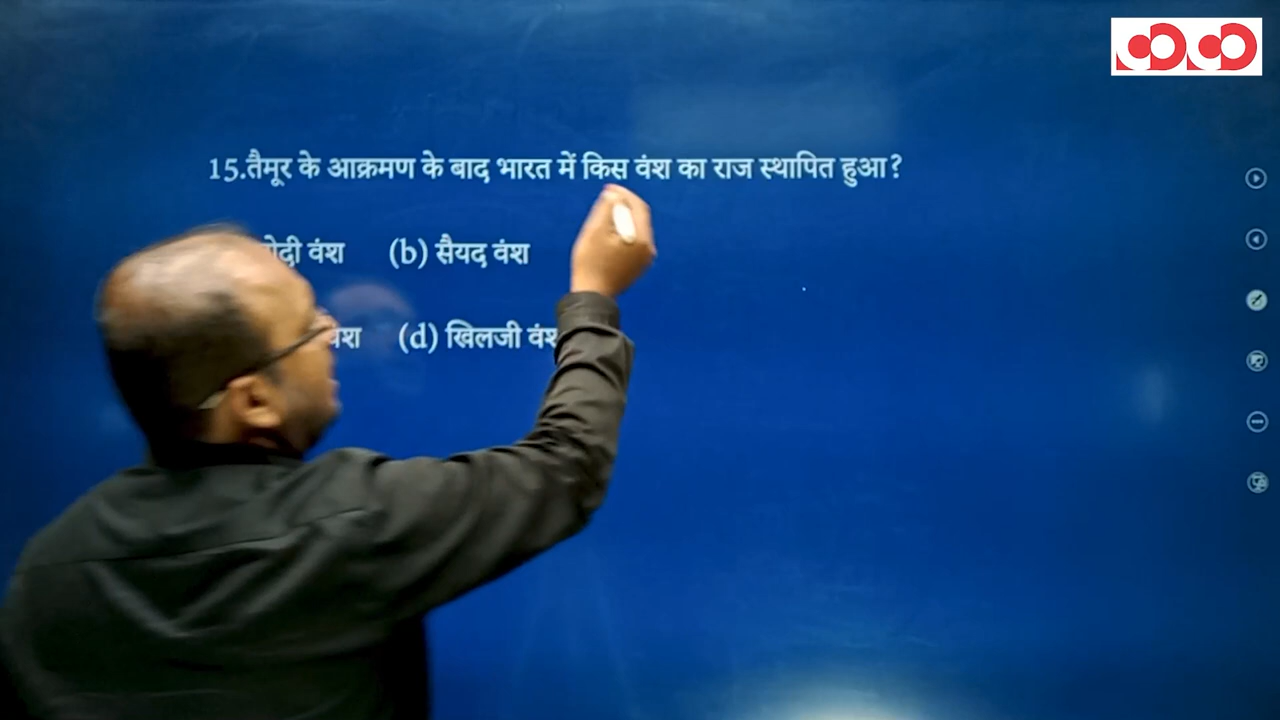 15.तैमूर के आक्रमण के बाद भारत में किस वंश का राज स्थापित हुआ?
वंश (b) सैयद वंश
वंश (d) खिलजी वंश